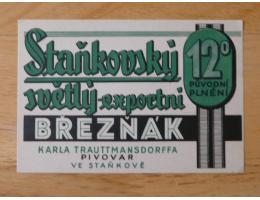 Staňkovský
12°
PŮVODNÍ
PLNĚNÍ
světlý-exportní
BŘEZŇÁK
KARLA TRAUTTMANSDORFFA
PIVOVAR
VE STAŇKOVĚ